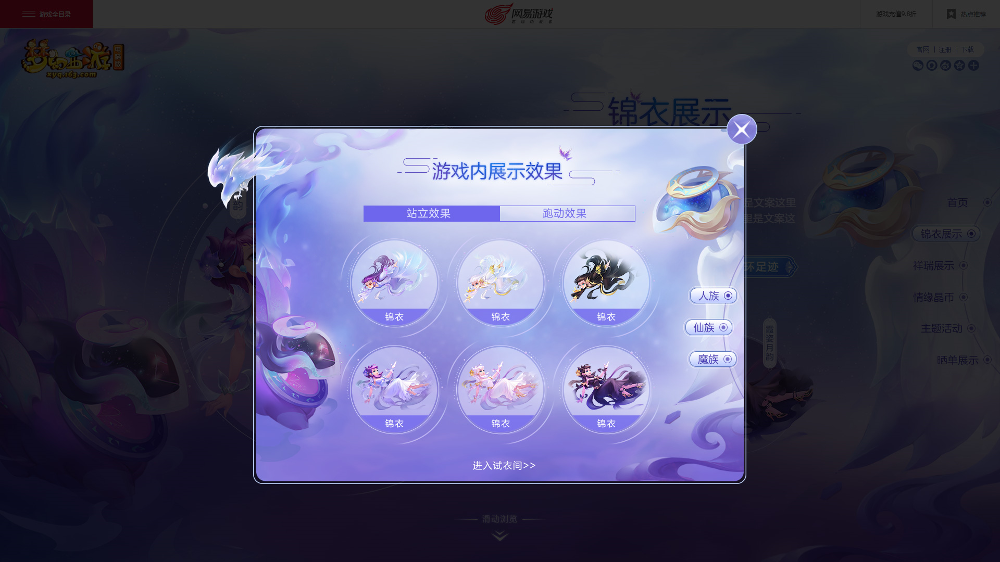 游戏全目录
网易游戏
游戏热爱者
游戏充值9.8折
热点推荐
梦幻西游
电脑版
xyq.163.com
官网 | 注册 | 下载
锦衣展示
游戏内展示效果
站立效果
跑动效果
韵
是文案这里
里是文案这
环足迹
锦衣
锦衣
锦衣
锦衣
锦衣
锦衣
人族
仙族
魔族
霞姿月韵
首页
锦衣展示
祥瑞展示
情缘晶币
主题活动
晒单展示
进入试衣间>>
滑动浏览